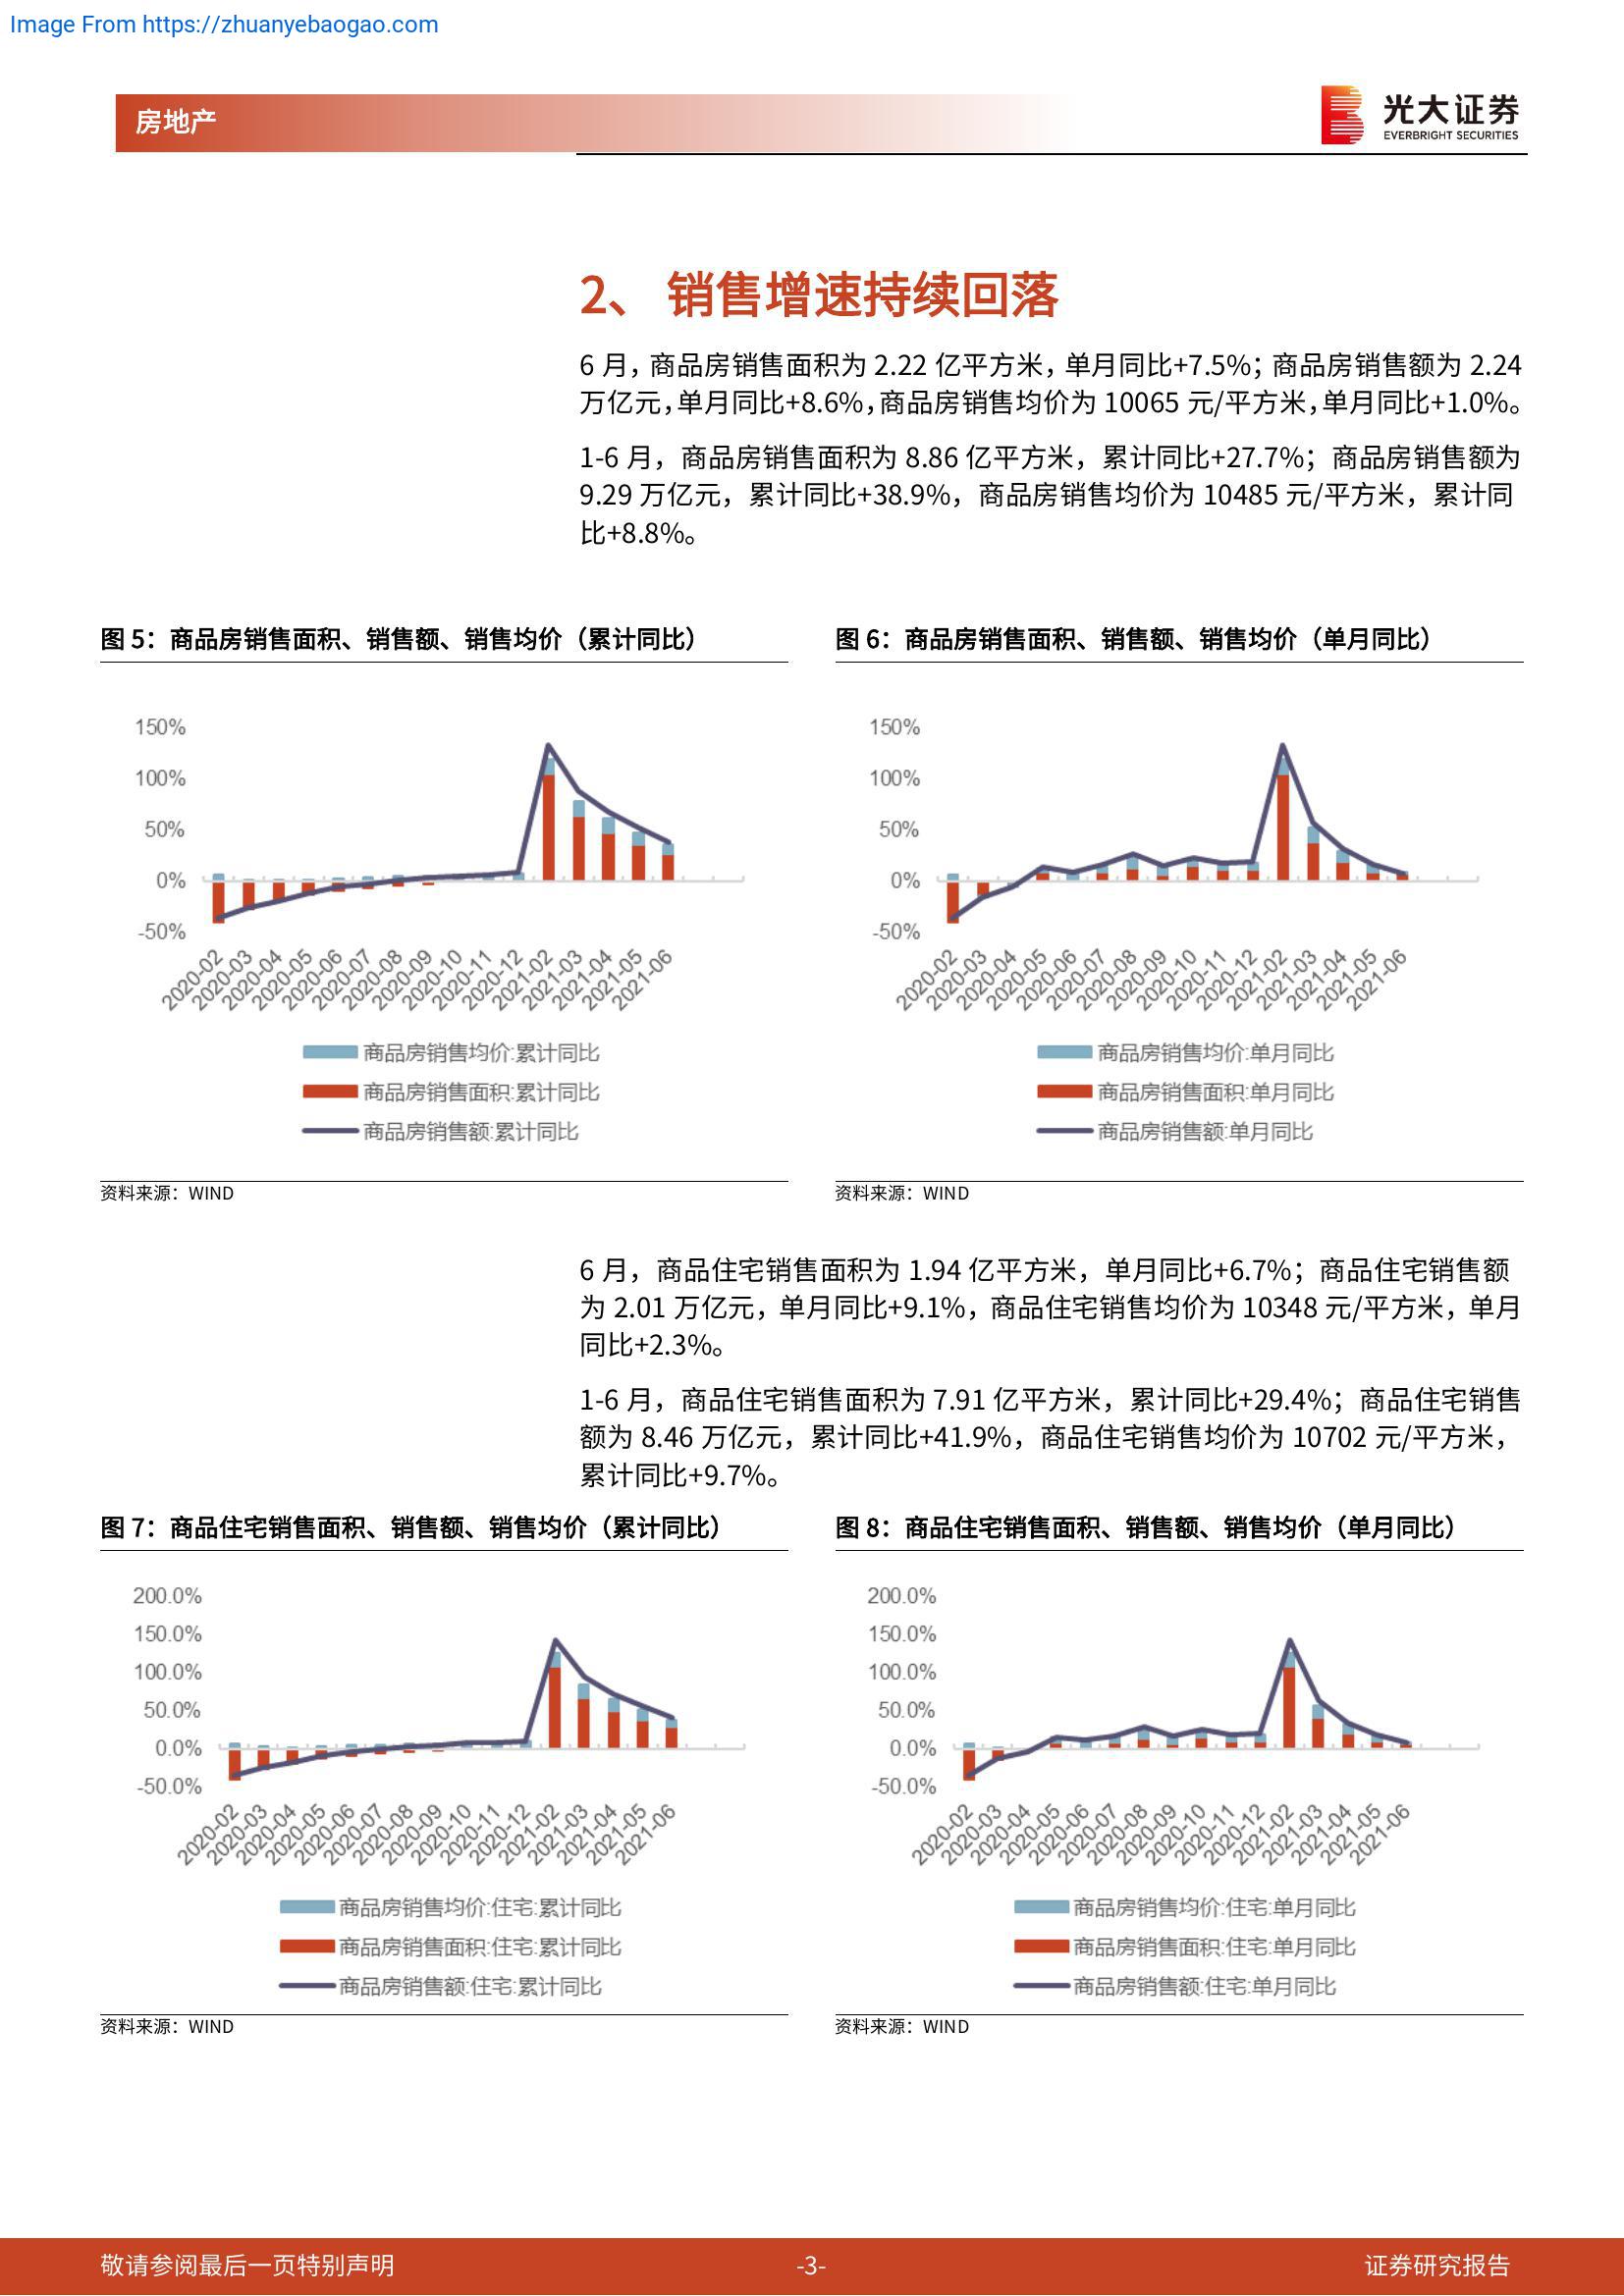 Image From https://zhuanyebaogao.com
房地产
光大证券
EVERBRIGHT SECURITIES
2、 销售增速持续回落
6 月，商品房销售面积为 2.22 亿平方米，单月同比+7.5%；商品房销售额为 2.24
万亿元，单月同比+8.6%，商品房销售均价为 10065 元/平方米，单月同比+1.0%。
1-6 月，商品房销售面积为 8.86 亿平方米，累计同比+27.7%；商品房销售额为
9.29 万亿元，累计同比+38.9%，商品房销售均价为 10485 元/平方米，累计同
比+8.8%。
图 5：商品房销售面积、销售额、销售均价（累计同比）
150%
100%
50%
0%
-50%
2020-02
2020-03
2020-04
2020-05
2020-06
2020-07
2020-08
2020-09
2020-10
2020-11
2020-12
2021-02
2021-03
2021-04
2021-05
2021-06
商品房销售均价:累计同比
商品房销售面积:累计同比
商品房销售额:累计同比
资料来源：WIND
图 6：商品房销售面积、销售额、销售均价（单月同比）
150%
100%
50%
0%
-50%
2020-02
2020-03
2020-04
2020-05
2020-06
2020-07
2020-08
2020-09
2020-10
2020-11
2020-12
2021-02
2021-03
2021-04
2021-05
2021-06
商品房销售均价:单月同比
商品房销售面积:单月同比
商品房销售额:单月同比
资料来源：WIND
6 月，商品住宅销售面积为 1.94 亿平方米，单月同比+6.7%；商品住宅销售额
为 2.01 万亿元，单月同比+9.1%，商品住宅销售均价为 10348 元/平方米，单月
同比+2.3%。
1-6 月，商品住宅销售面积为 7.91 亿平方米，累计同比+29.4%；商品住宅销售
额为 8.46 万亿元，累计同比+41.9%，商品住宅销售均价为 10702 元/平方米，
累计同比+9.7%。
图 7：商品住宅销售面积、销售额、销售均价（累计同比）
200.0%
150.0%
100.0%
50.0%
0.0%
-50.0%
2020-02
2020-03
2020-04
2020-05
2020-06
2020-07
2020-08
2020-09
2020-10
2020-11
2020-12
2021-02
2021-03
2021-04
2021-05
2021-06
商品房销售均价:住宅:累计同比
商品房销售面积:住宅:累计同比
商品房销售额:住宅:累计同比
资料来源：WIND
图 8：商品住宅销售面积、销售额、销售均价（单月同比）
200.0%
150.0%
100.0%
50.0%
0.0%
-50.0%
2020-02
2020-03
2020-04
2020-05
2020-06
2020-07
2020-08
2020-09
2020-10
2020-11
2020-12
2021-02
2021-03
2021-04
2021-05
2021-06
商品房销售均价:住宅:单月同比
商品房销售面积:住宅:单月同比
商品房销售额:住宅:单月同比
资料来源：WIND
敬请参阅最后一页特别声明
-3-
证券研究报告